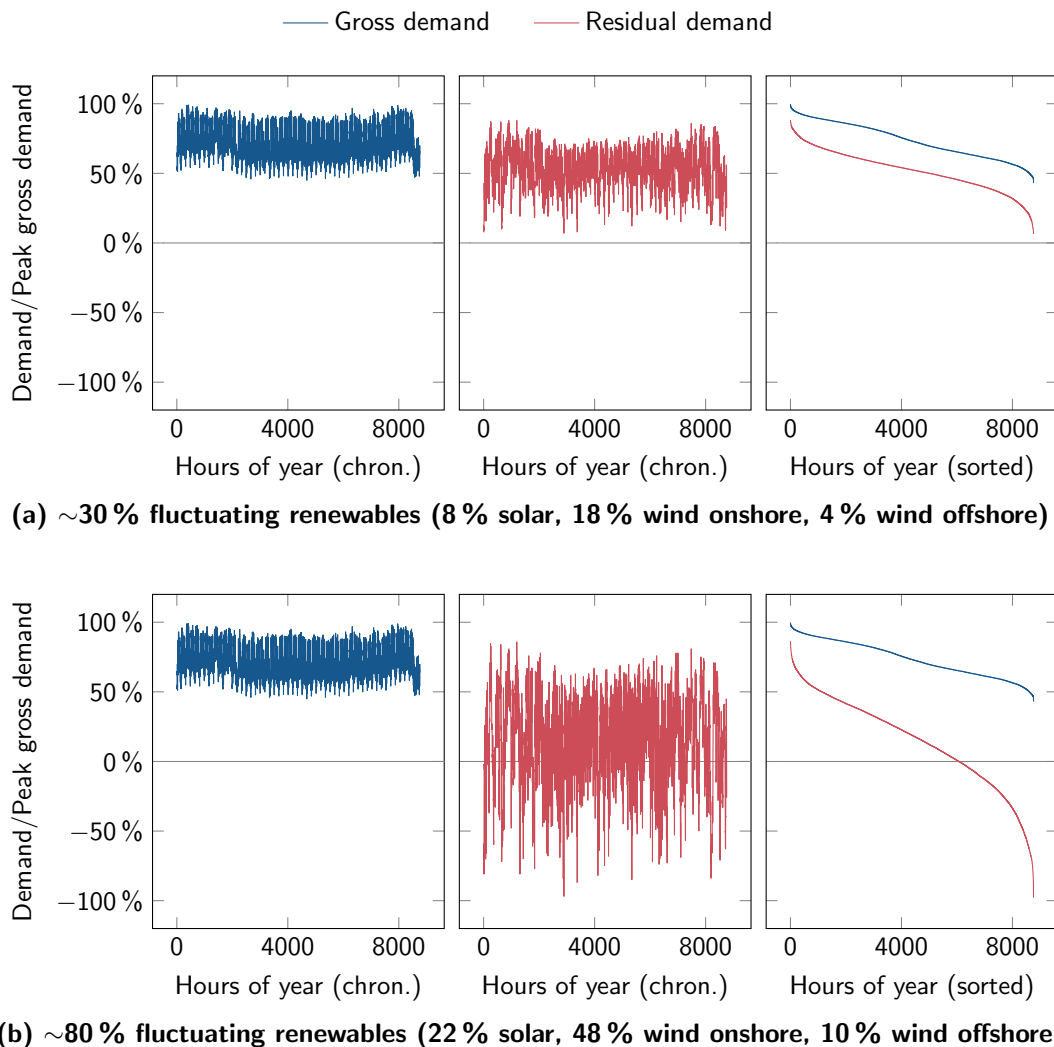 Gross demand Residual demand
Demand/Peak gross demand
100 %
50 %
0 %
−50 %
−100 %
0 4000 8000 0 4000 8000 0 4000 8000
Hours of year (chron.) Hours of year (chron.) Hours of year (sorted)
(a) ∼30 % fluctuating renewables (8 % solar, 18 % wind onshore, 4 % wind offshore)
Demand/Peak gross demand
100 %
50 %
0 %
−50 %
−100 %
0 4000 8000 0 4000 8000 0 4000 8000
Hours of year (chron.) Hours of year (chron.) Hours of year (sorted)
(b) ∼80 % fluctuating renewables (22 % solar, 48 % wind onshore, 10 % wind offshore